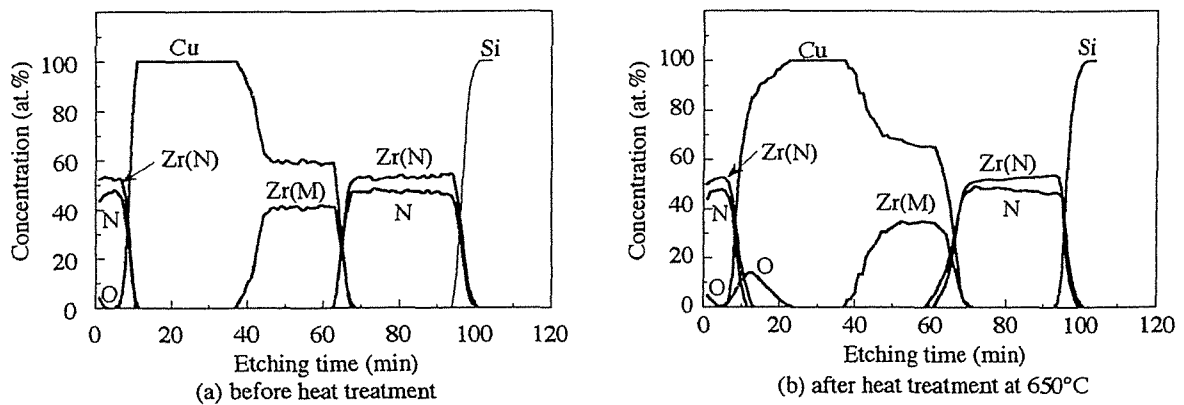 Cu
Si
100
80
60
40
20
0
Concentration (at.%)
Zr(N)
N
O
Zr(M)
Zr(N)
N
0 20 40 60 80 100 120
Etching time (min)
(a) before heat treatment
Cu
Si
100
80
60
40
20
0
Concentration (at.%)
Zr(N)
N
O
O
Zr(M)
Zr(N)
N
0 20 40 60 80 100 120
Etching time (min)
(b) after heat treatment at 650°C